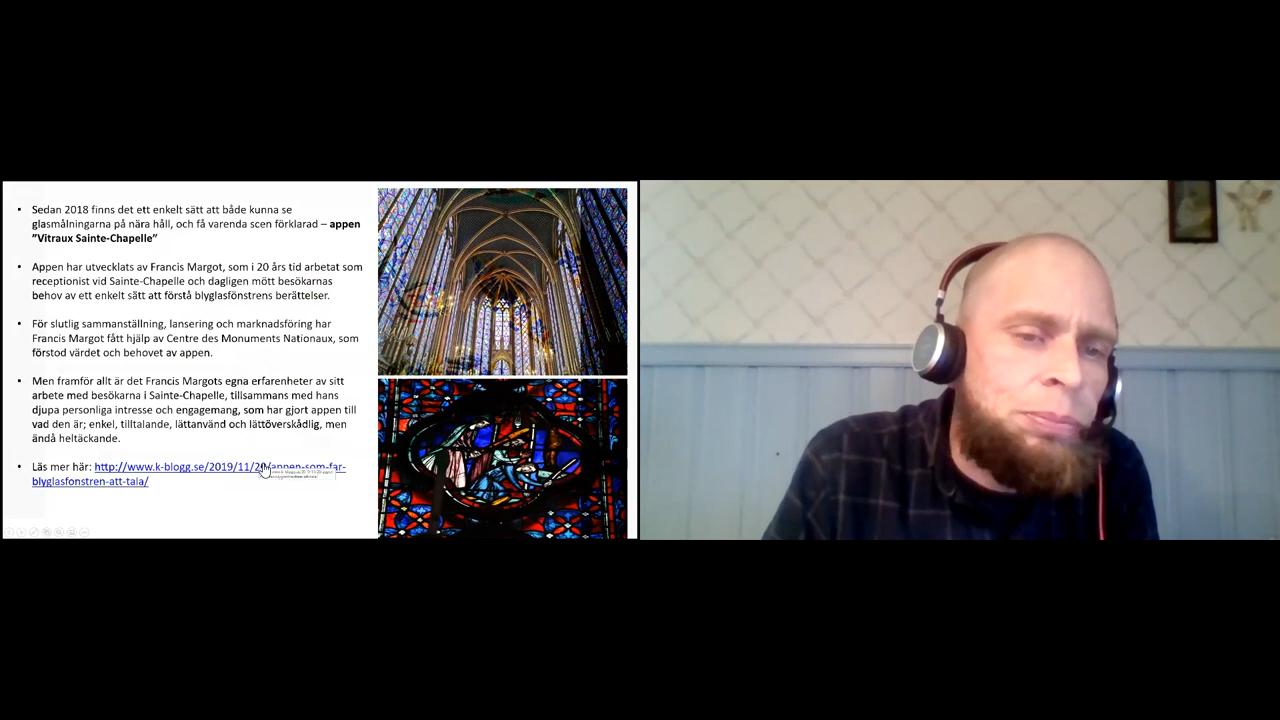 Sedan 2018 finns det ett enkelt sätt att både kunna se
glasmålningarna på nära håll, och få varenda scen förklarad – appen
”Vitraux Sainte-Chapelle”
Appen har utvecklats av Francis Margot, som i 20 års tid arbetat som
receptionist vid Sainte-Chapelle och dagligen mött besökarnas
behov av ett enkelt sätt att förstå blyglasfönstrens berättelser.
För slutlig sammanställning, lansering och marknadsföring har
Francis Margot fått hjälp av Centre des Monuments Nationaux, som
förstod värdet och behovet av appen.
Men framför allt är det Francis Margots egna erfarenheter av sitt
arbete med besökarna i Sainte-Chapelle, tillsammans med hans
djupa personliga intresse och engagemang, som har gjort appen till
vad den är; enkel, tilltalande, lättanvänd och lättöverskådlig, men
ändå heltäckande.
Läs mer här: http://www.k-blogg.se/2019/11/20/appen-som-far-
blyglasfonstren-att-tala/